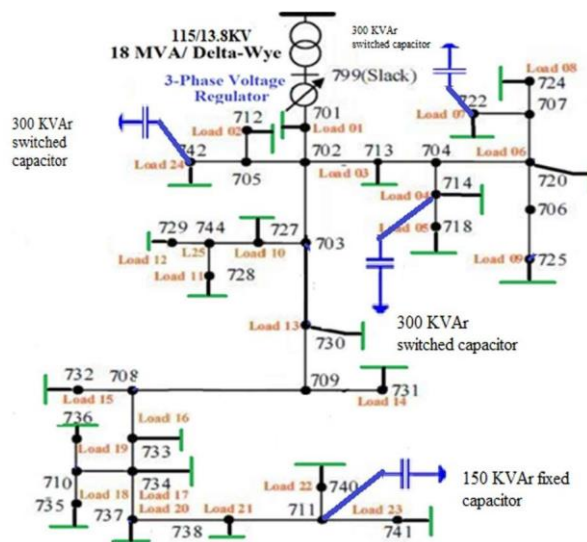 115/13.8KV
18 MVA/ Delta-Wye
3-Phase Voltage
Regulator
799(Slack)
300 KVAr
switched capacitor
Load 08
724
722
Load 07
707
300 KVAr
switched
capacitor
712
Load 02
701
Load 01
742
Load 24
702
713
704
Load 06
705
Load 03
Load 04
714
720
Load 05
718
706
729
744
727
703
Load 12
L25
Load 10
Load 11
728
Load 09
725
Load 13
730
300 KVAr
switched capacitor
732
708
709
731
Load 15
Load 14
736
Load 16
733
Load 19
710
734
735
Load 18
Load 17
Load 20
737
738
Load 21
Load 22
740
711
Load 23
741
150 KVAr fixed
capacitor